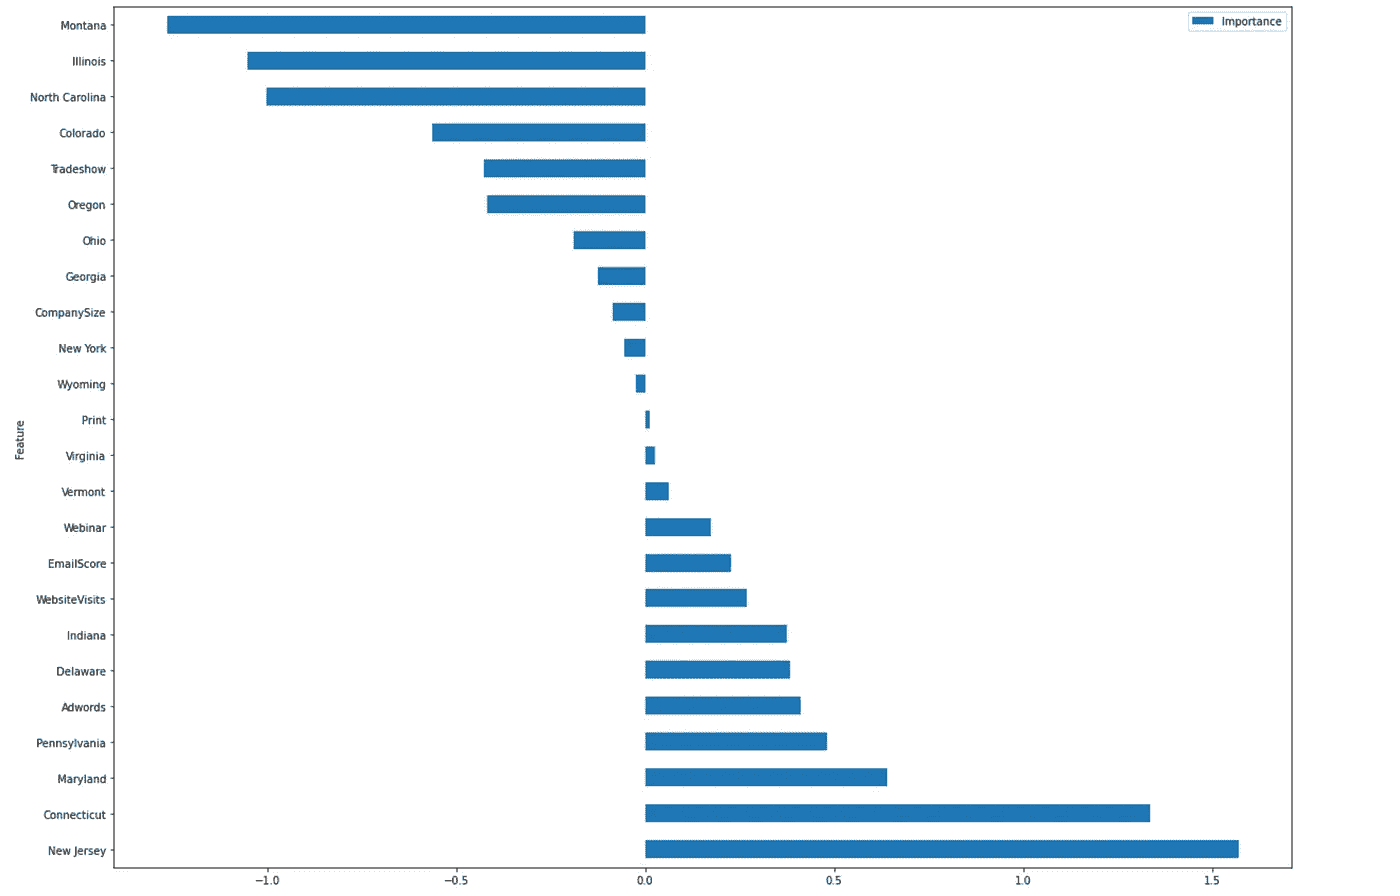 Importance
Montana
Illinois
North Carolina
Colorado
Tradeshow
Oregon
Ohio
Georgia
CompanySize
New York
Wyoming
Print
Virginia
Vermont
Webinar
EmailScore
WebsiteVisits
Indiana
Delaware
Adwords
Pennsylvania
Maryland
Connecticut
New Jersey
Feature
−1.0 −0.5 0.0 0.5 1.0 1.5